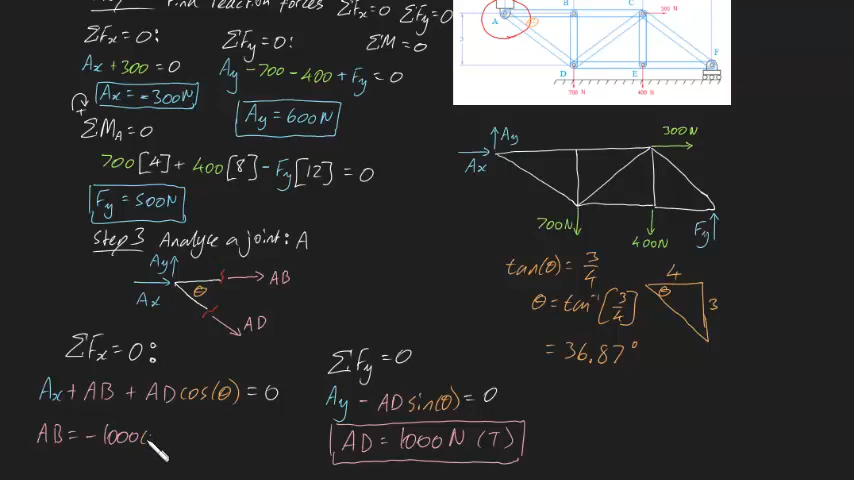 Find reaction forces ΣFx=0 ΣFy=0
ΣFx=0: ΣFy=0: ΣM=0
Ax+300=0
Ax=-300N
Ay-700-400+Fy=0
Ay=600N
ΣMA=0
700[4]+400[8]-Fy[12]=0
Fy=500N
Step 3 Analyse a joint: A
Ay
Ax
θ
AB
AD
ΣFx=0:
Ax+AB+ADcos(θ)=0
AB=-1000(
ΣFy=0
Ay-ADsin(θ)=0
AD=1000N (T)
A
B
C
300 N
3
D
E
F
700 N
400 N
Ay
Ax
300N
700N
400N
Fy
tan(θ)=3/4
θ=tan⁻¹[3/4]
=36.87°
4
θ
3